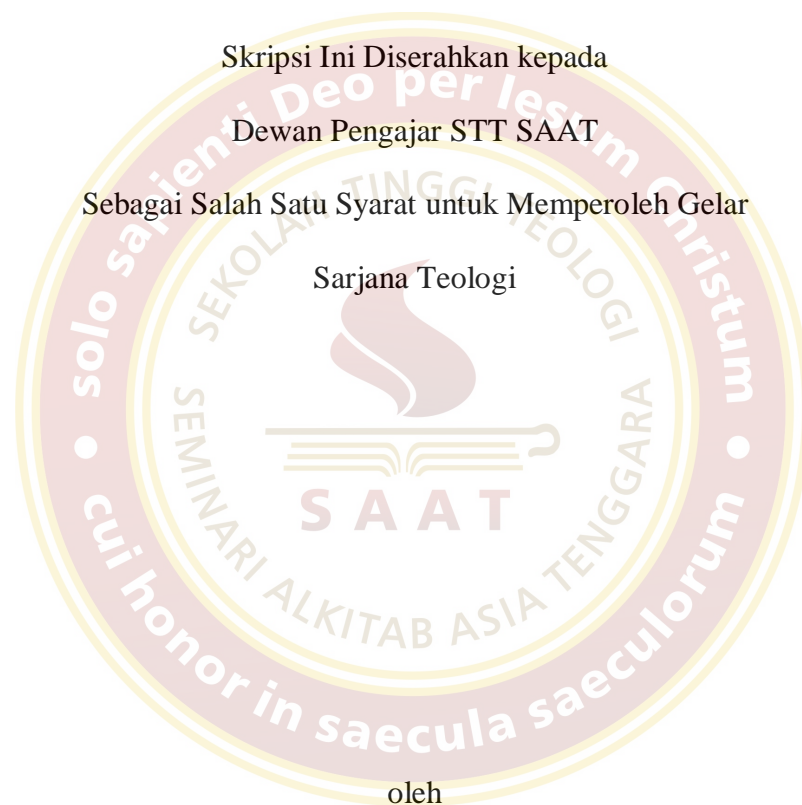 Skripsi Ini Diserahkan kepada
Dewan Pengajar STT SAAT
Sebagai Salah Satu Syarat untuk Memperoleh Gelar
Sarjana Teologi
solo sapienti Deo per Iesum Christum
SEKOLAH TINGGI TEOLOGI
SAAT
SEMINARI ALKITAB ASIA TENGGARA
cui honor in saecula saeculorum
oleh